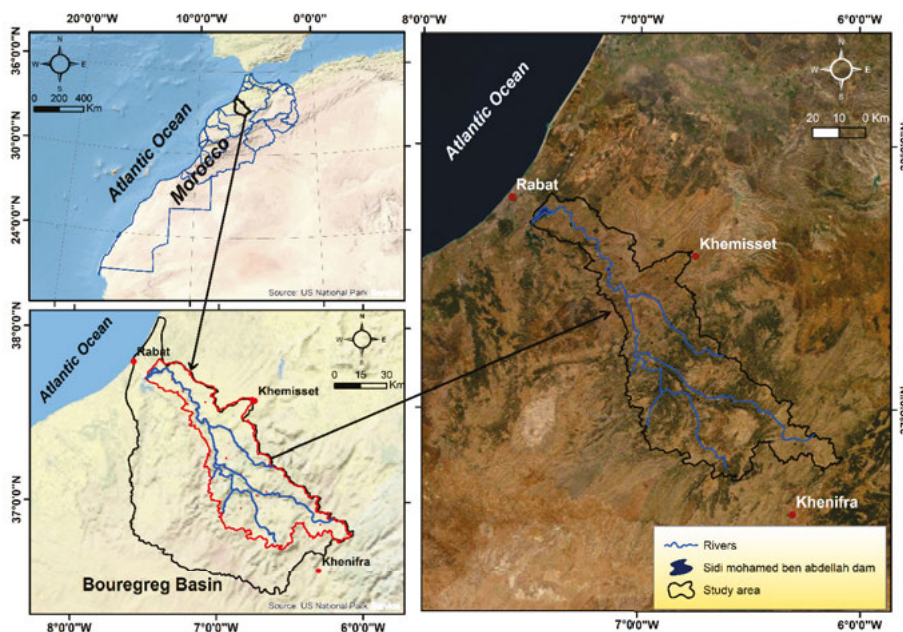 20°0'0"W
10°0'0"W
0°0'0"
36°0'0"N
30°0'0"N
24°0'0"N
N
W
E
S
0 200 400
Km
Atlantic Ocean
Morocco
Source: US National Park
38°0'0"N
37°0'0"N
Atlantic Ocean
N
W
E
S
0 15 30
Km
Rabat
Khemisset
Khenifra
Bouregreg Basin
Source: US National Park Service
8°0'0"W
7°0'0"W
6°0'0"W
8°0'0"W
7°0'0"W
6°0'0"W
Atlantic Ocean
N
W
E
S
20 10 0 Km
Rabat
Khemisset
Khenifra
37°0'0"N
Rivers
Sidi mohamed ben abdellah dam
Study area
7°0'0"W
6°0'0"W